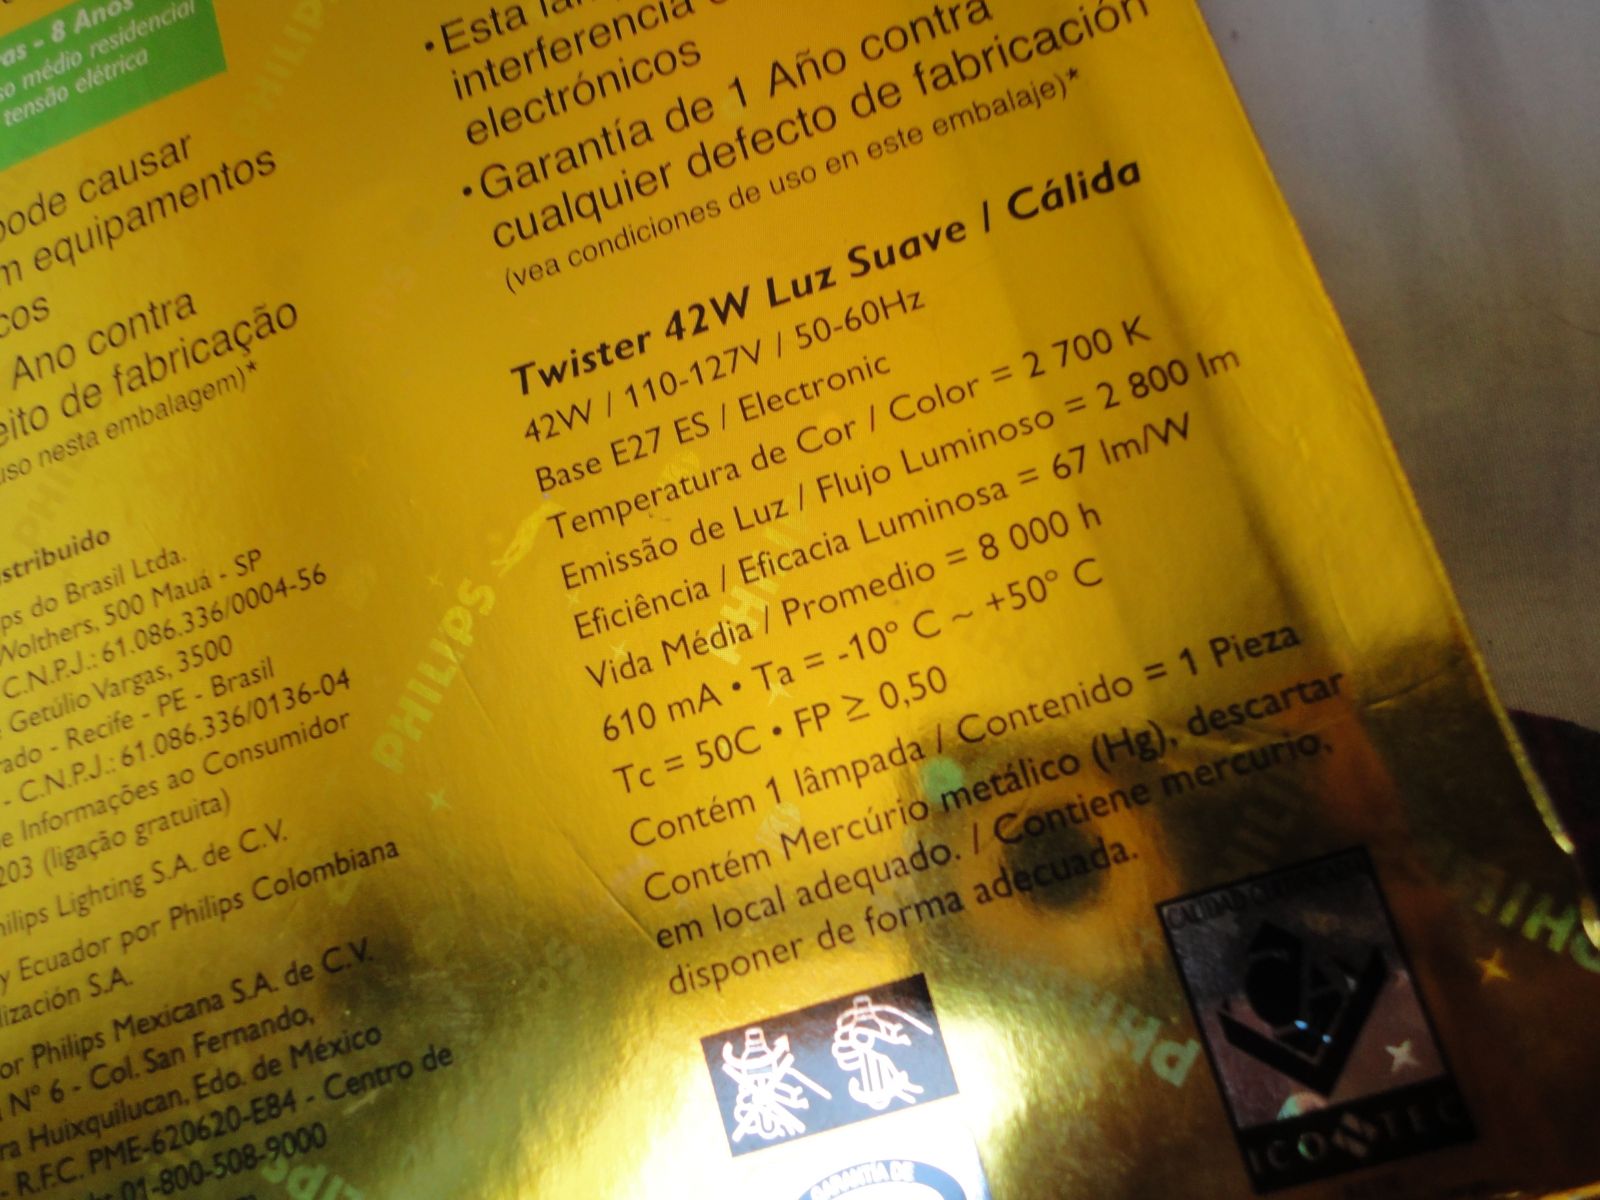 as - 8 Anos
so médio residencial
tensão elétrica
pode causar
m equipamentos
cos
Ano contra
eito de fabricação
uso nesta embalagem)*
stribuido
ps do Brasil Ltda.
Wolthers, 500 Mauá - SP
C.N.P.J.: 61.086.336/0004-56
Getúlio Vargas, 3500
ado - Recife - PE - Brasil
- C.N.P.J.: 61.086.336/0136-04
e Informações ao Consumidor
203 (ligação gratuita)
hilips Lighting S.A. de C.V.
y Ecuador por Philips Colombiana
lización S.A.
or Philips Mexicana S.A. de C.V.
Nº 6 - Col. San Fernando,
ra Huixquilucan, Edo. de México
- R.F.C. PME-620620-E84 - Centro de
01-800-508-9000
• Esta
interferencia
electrónicos
• Garantía de 1 Año contra
cualquier defecto de fabricación
(vea condiciones de uso en este embalaje)*
Twister 42W Luz Suave / Cálida
42W / 110-127V / 50-60Hz
Base E27 ES / Electronic
Temperatura de Cor / Color = 2 700 K
Emissão de Luz / Flujo Luminoso = 2 800 lm
Eficiência / Eficacia Luminosa = 67 lm/W
Vida Média / Promedio = 8 000 h
610 mA • Ta = -10° C ~ +50° C
Tc = 50C • FP ≥ 0,50
Contém 1 lâmpada / Contenido = 1 Pieza
Contém Mercúrio metálico (Hg), descartar
em local adequado. / Contiene mercurio,
disponer de forma adecuada.
PHILIPS
CALIDAD CERTIFICADA
ICONTEC
GARANTIA DE